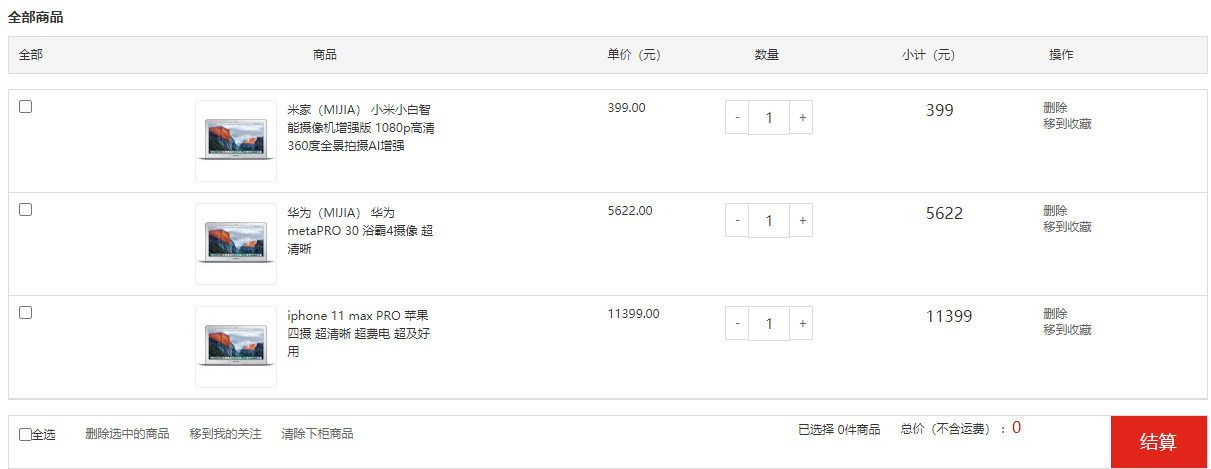 全部商品
全部 商品 单价（元） 数量 小计（元） 操作
米家（MIJIA） 小米小白智
能摄像机增强版 1080p高清
360度全景拍摄AI增强
399.00
- 1 +
399
删除
移到收藏
华为（MIJIA） 华为
metaPRO 30 浴霸4摄像 超
清晰
5622.00
- 1 +
5622
删除
移到收藏
iphone 11 max PRO 苹果
四摄 超清晰 超费电 超及好
用
11399.00
- 1 +
11399
删除
移到收藏
全选 删除选中的商品 移到我的关注 清除下柜商品 已选择 0件商品 总价（不含运费）：0 结算